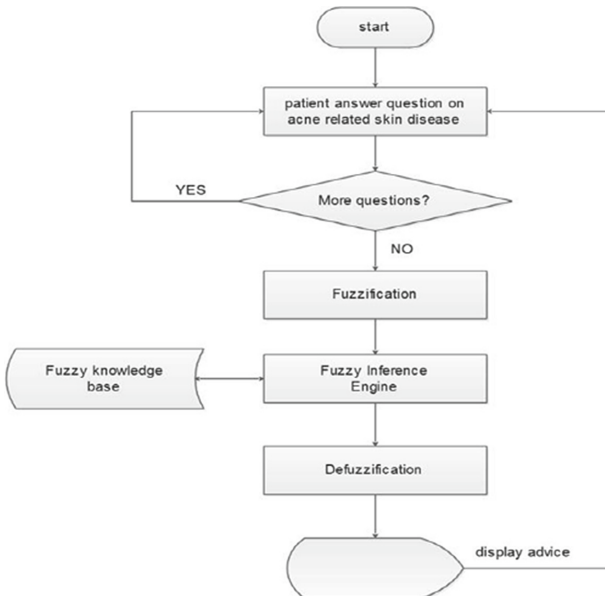 start
patient answer question on
acne related skin disease
YES
More questions?
NO
Fuzzification
Fuzzy knowledge
base
Fuzzy Inference
Engine
Defuzzification
display advice